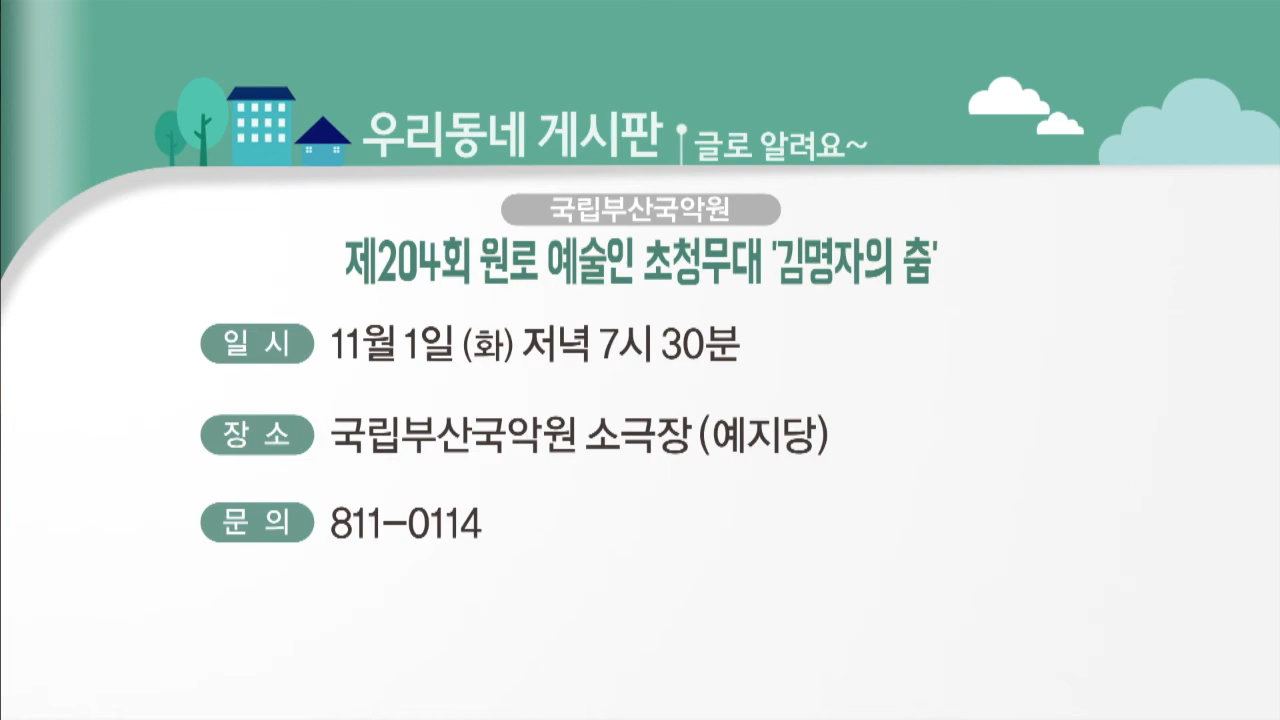 우리동네 게시판 글로 알려요~
국립부산국악원
제204회 원로 예술인 초청무대 '김명자의 춤'
일 시 11월 1일 (화) 저녁 7시 30분
장 소 국립부산국악원 소극장 (예지당)
문 의 811-0114